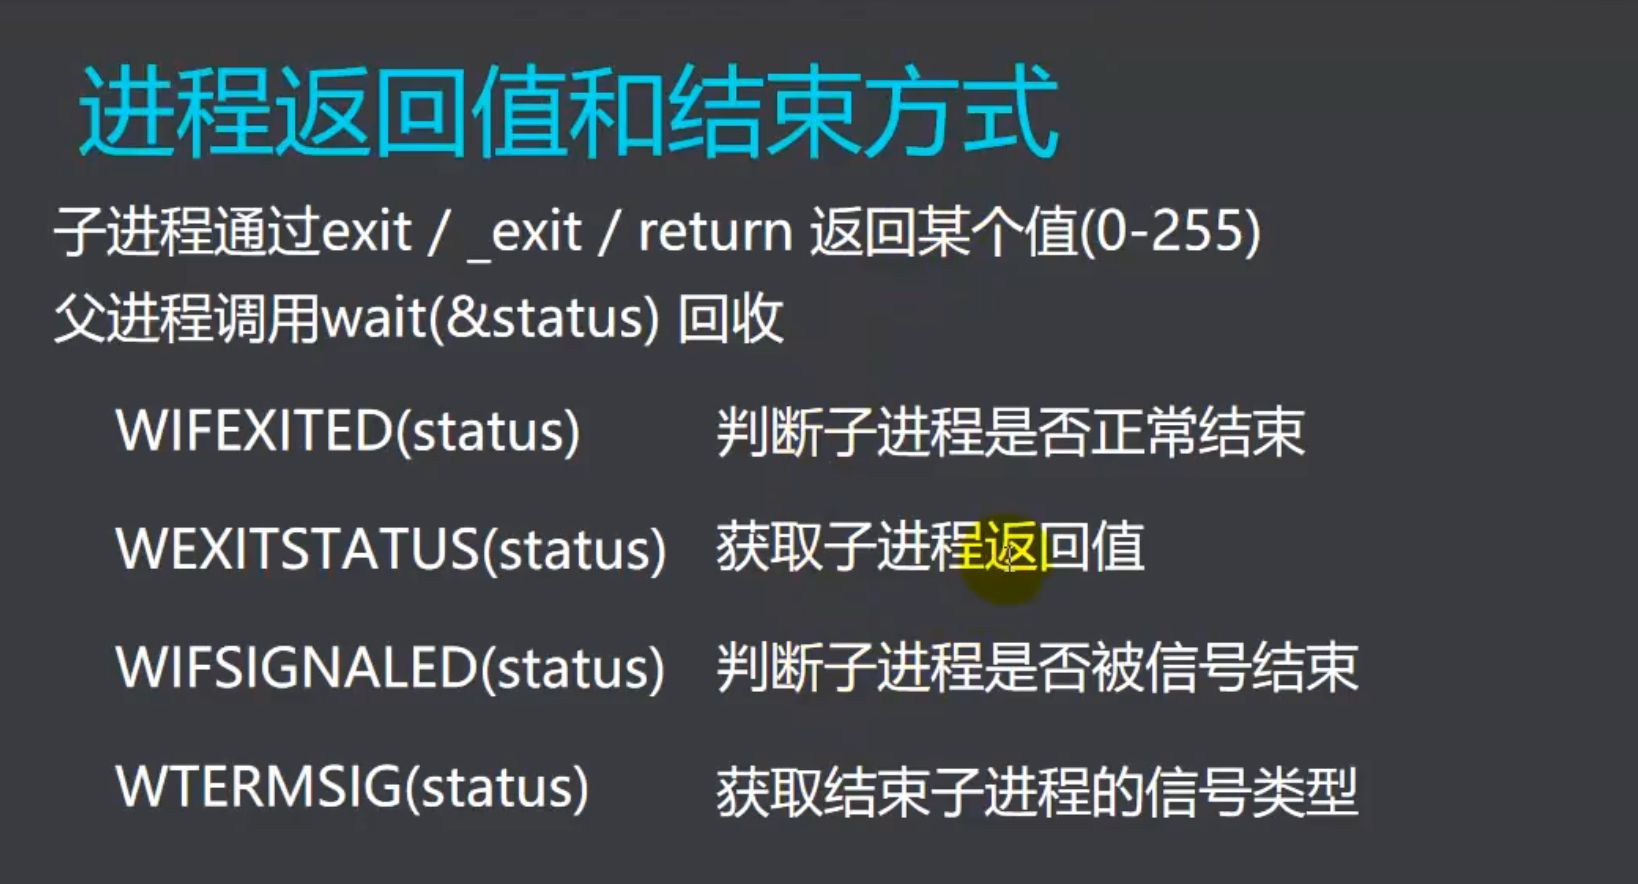 进程返回值和结束方式
子进程通过exit / _exit / return 返回某个值(0-255)
父进程调用wait(&status) 回收
WIFEXITED(status) 判断子进程是否正常结束
WEXITSTATUS(status) 获取子进程返回值
WIFSIGNALED(status) 判断子进程是否被信号结束
WTERMSIG(status) 获取结束子进程的信号类型